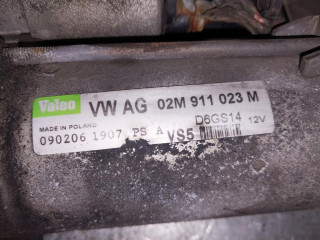 Valeo VW AG 02M 911 023 M
D6GS14 12V
MADE IN POLAND
090206 1907 PS A VS5